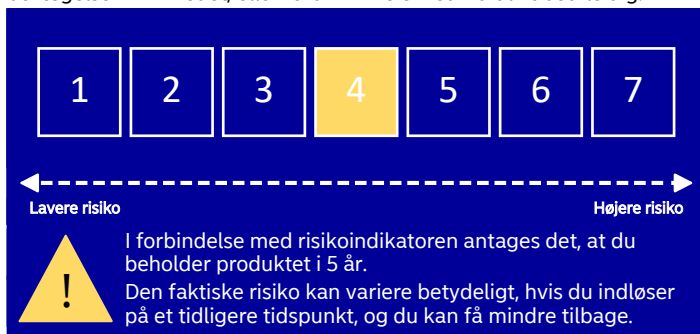 1 2 3 4 5 6 7
Lavere risiko Højere risiko
! I forbindelse med risikoindikatoren antages det, at du
beholder produktet i 5 år.
Den faktiske risiko kan variere betydeligt, hvis du indløser
på et tidligere tidspunkt, og du kan få mindre tilbage.